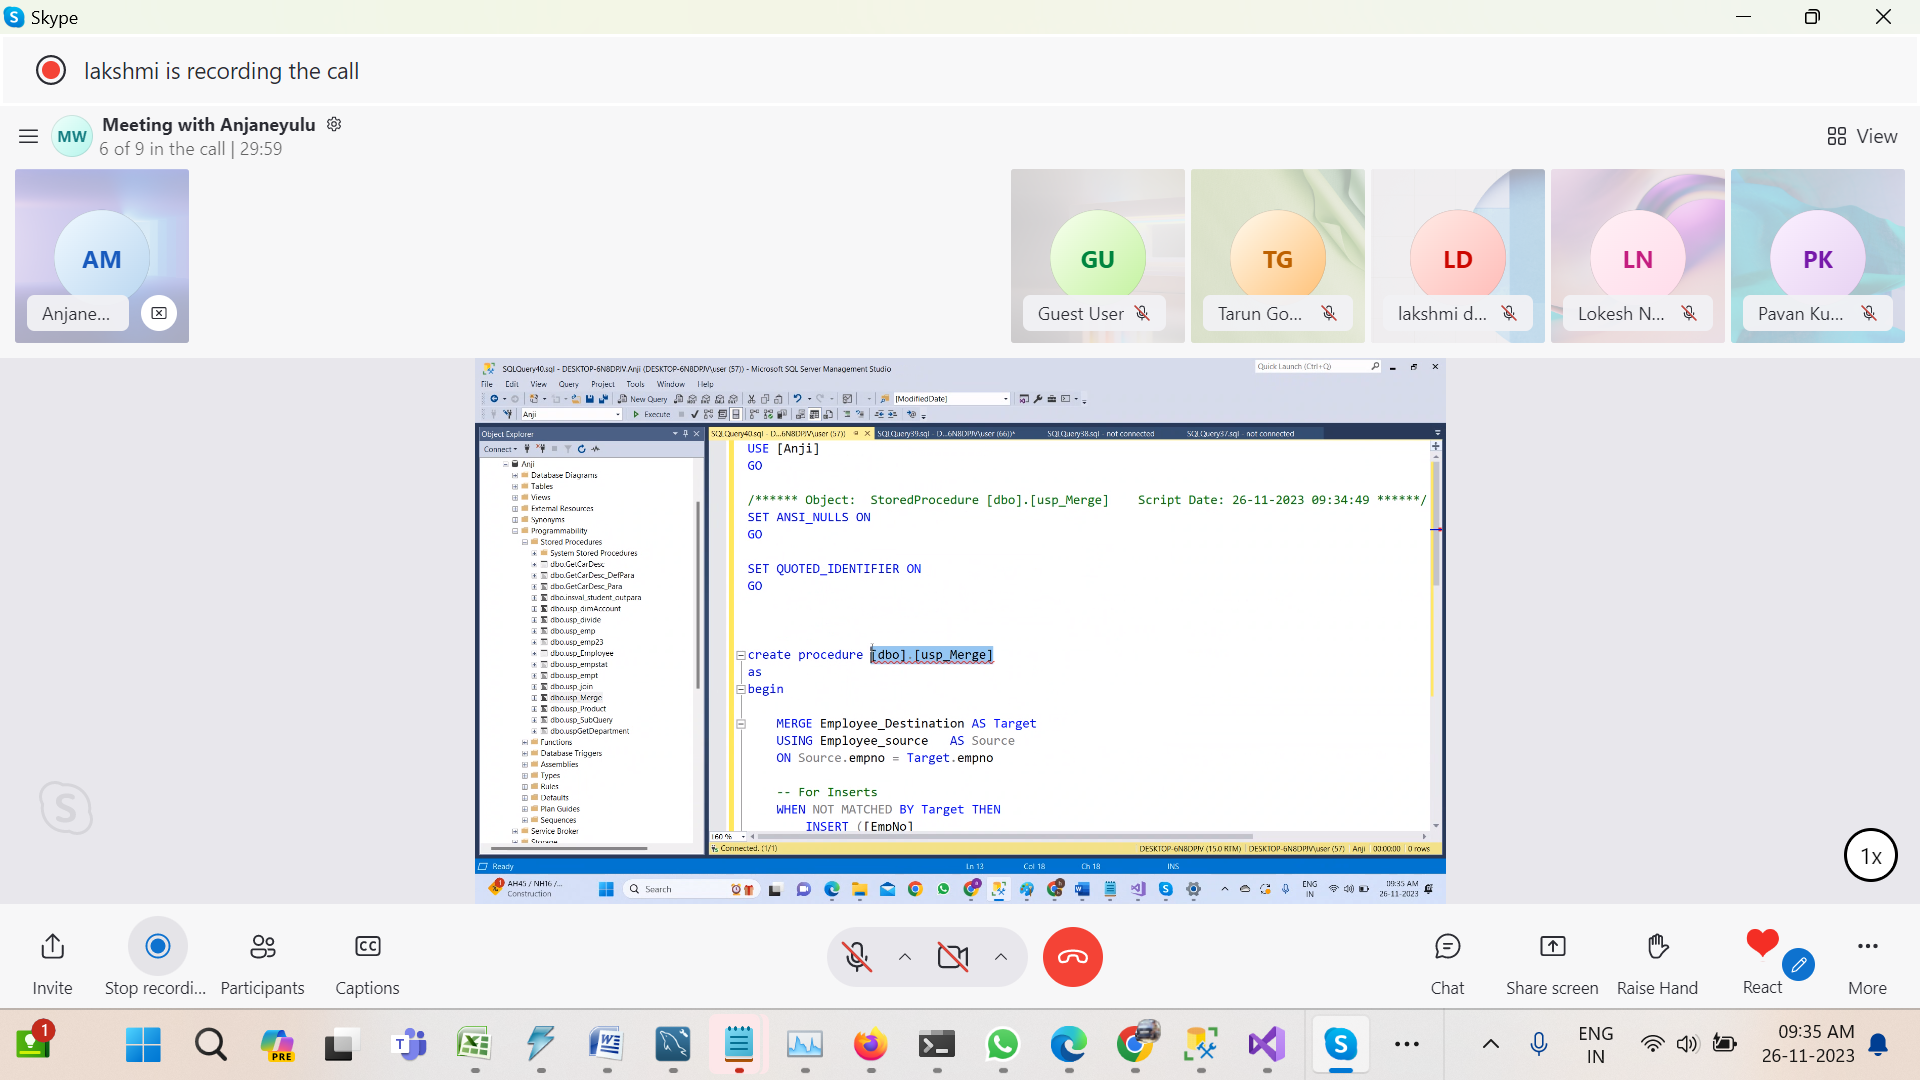 Skype
lakshmi is recording the call
MW
Meeting with Anjaneyulu
6 of 9 in the call | 29:59
View
AM
Anjane...
GU
Guest User
TG
Tarun Go...
LD
lakshmi d...
LN
Lokesh N...
PK
Pavan Ku...
SQLQuery40.sql - DESKTOP-6N8DPJV.Anji (DESKTOP-6N8DPJV\user (57)) - Microsoft SQL Server Management Studio
Quick Launch (Ctrl+Q)
File Edit View Query Project Tools Window Help
New Query
[ModifiedDate]
Anji
Execute
Object Explorer
SQLQuery40.sql - D...6N8DPJV\user (57))
SQLQuery39.sql - D...6N8DPJV\user (66))*
SQLQuery38.sql - not connected
SQLQuery37.sql - not connected
Connect
Anji
Database Diagrams
Tables
Views
External Resources
Synonyms
Programmability
Stored Procedures
System Stored Procedures
dbo.GetCarDesc
dbo.GetCarDesc_DefPara
dbo.GetCarDesc_Para
dbo.insval_student_outpara
dbo.usp_dimAccount
dbo.usp_divide
dbo.usp_emp
dbo.usp_emp23
dbo.usp_Employee
dbo.usp_empstat
dbo.usp_empt
dbo.usp_join
dbo.usp_Merge
dbo.usp_Product
dbo.usp_SubQuery
dbo.uspGetDepartment
Functions
Database Triggers
Assemblies
Types
Rules
Defaults
Plan Guides
Sequences
Service Broker
Storage
USE [Anji]
GO
/****** Object:  StoredProcedure [dbo].[usp_Merge]    Script Date: 26-11-2023 09:34:49 ******/
SET ANSI_NULLS ON
GO
SET QUOTED_IDENTIFIER ON
GO
create procedure [dbo].[usp_Merge]
as
begin
MERGE Employee_Destination AS Target
USING Employee_source   AS Source
ON Source.empno = Target.empno
-- For Inserts
WHEN NOT MATCHED BY Target THEN
INSERT ([EmpNo]
160 %
Connected. (1/1)
DESKTOP-6N8DPJV (15.0 RTM) DESKTOP-6N8DPJV\user (57) Anji 00:00:00 0 rows
Ready
Ln 13 Col 18 Ch 18 INS
AH45 / NH16 /...
Construction
Search
ENG
IN
09:35 AM
26-11-2023
1x
Invite
Stop recordi...
Participants
CC
Captions
Chat
Share screen
Raise Hand
React
More
1
PRE
ENG
IN
09:35 AM
26-11-2023